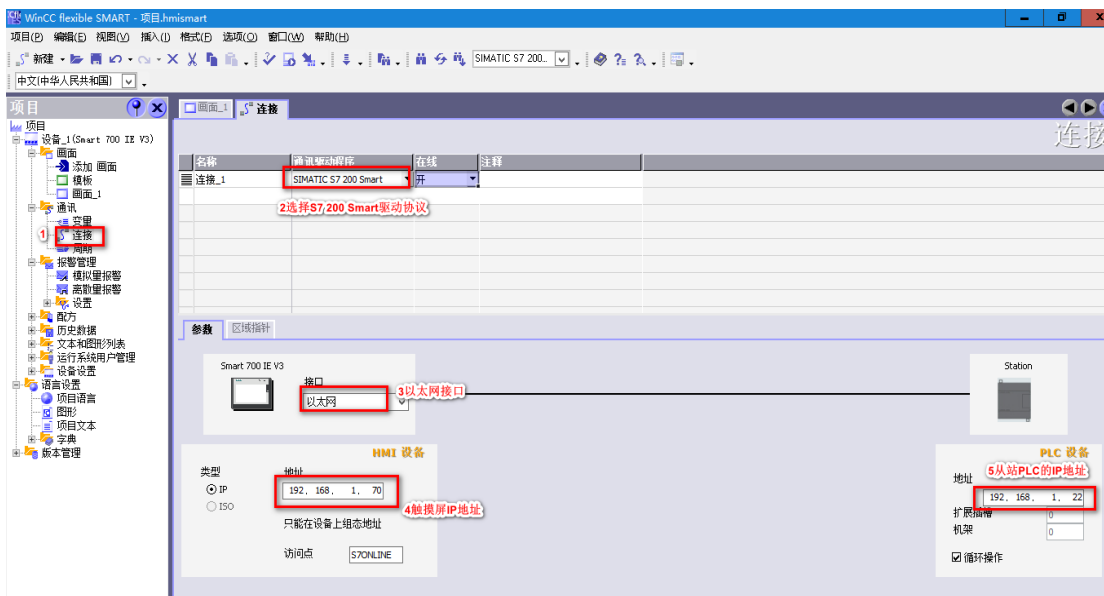 WinCC flexible SMART - 项目.hmismart
项目(P) 编辑(E) 视图(V) 插入(I) 格式(F) 选项(O) 窗口(W) 帮助(H)
新建 SIMATIC S7 200...
中文(中华人民共和国)
项目
项目
设备_1(Smart 700 IE V3)
画面
添加 画面
模板
画面_1
通讯
变量
1 连接
周期
报警管理
模拟量报警
离散量报警
设置
配方
历史数据
文本和图形列表
运行系统用户管理
设备设置
语言设置
项目语言
图形
项目文本
字典
版本管理
画面_1 连接
连接
名称 通讯驱动程序 在线 注释
连接_1 SIMATIC S7 200 Smart 开
2选择S7 200 Smart驱动协议
参数 区域指针
Smart 700 IE V3
接口
以太网
3以太网接口
Station
HMI 设备
类型
IP
ISO
地址
192. 168. 1. 70
4触摸屏IP地址
只能在设备上组态地址
访问点 S7ONLINE
PLC 设备
5从站PLC的IP地址
地址
192. 168. 1. 22
扩展插槽 0
机架 0
循环操作